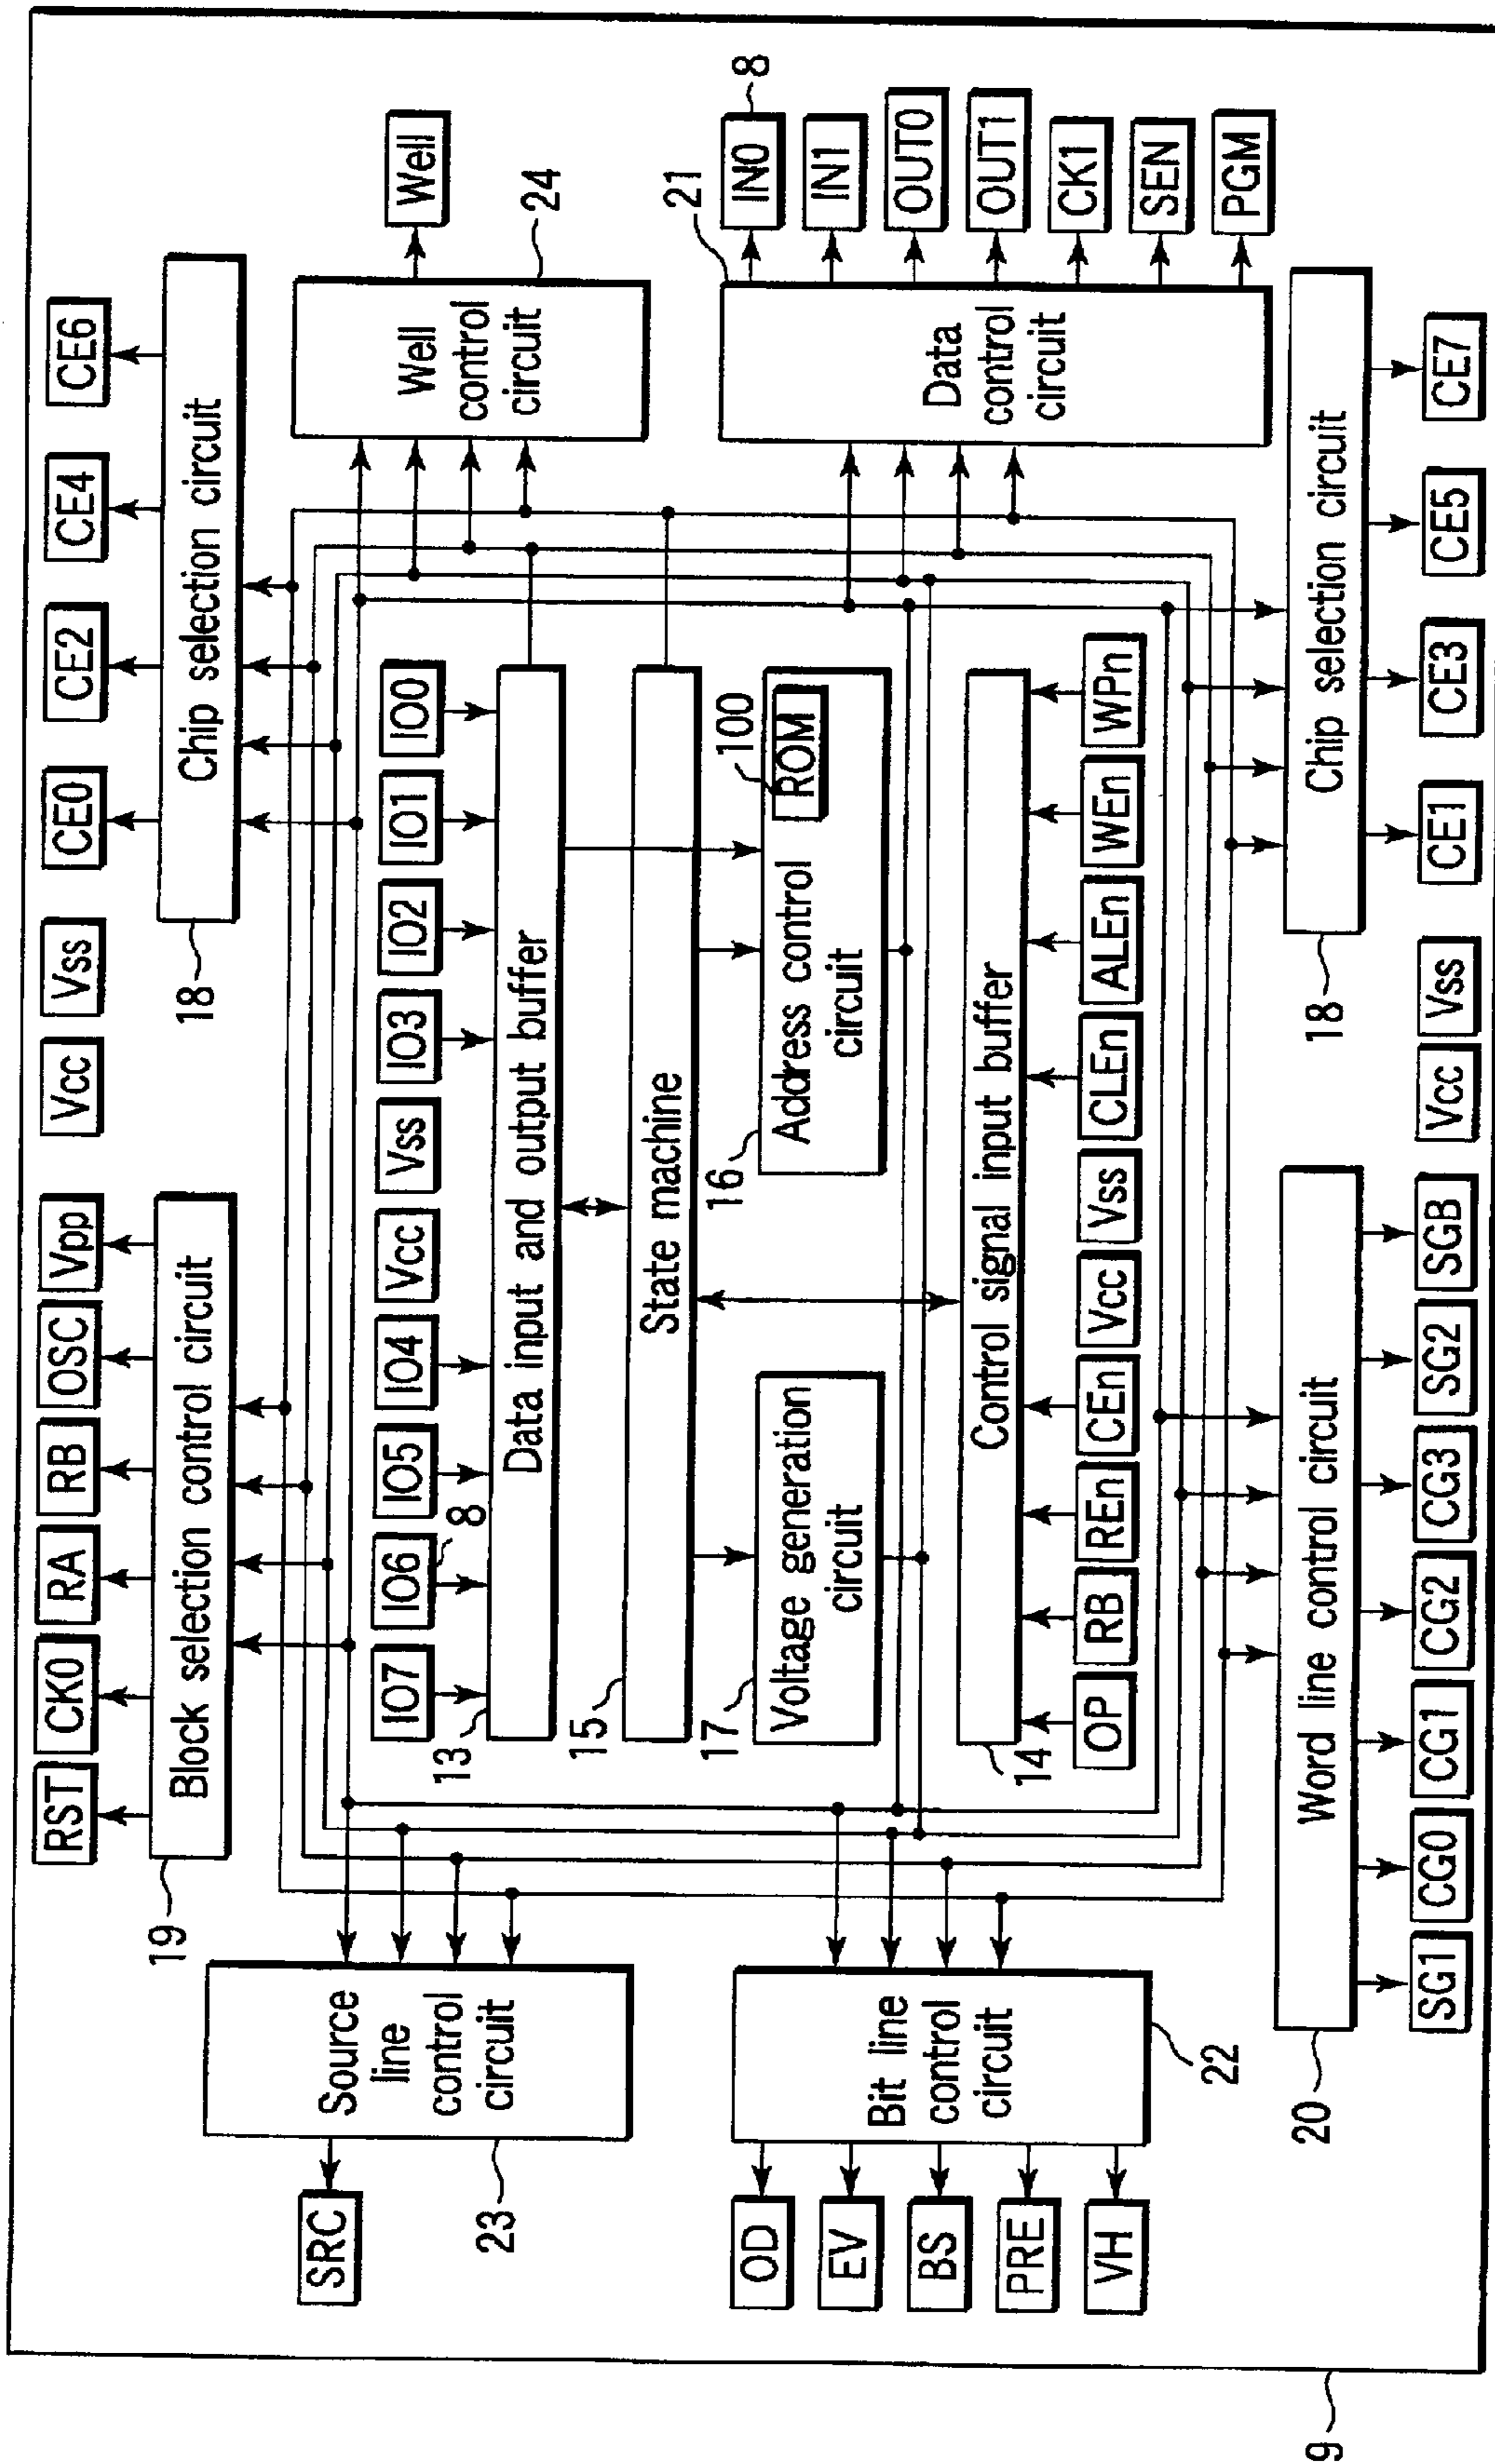 RST
CK0
RA
RB
OSC
Vpp
Vcc
Vss
CE0
CE2
CE4
CE6
19
Block selection control circuit
18
Chip selection circuit
SRC
23
Source
line
control
circuit
IO7
IO6
8
IO5
IO4
Vcc
Vss
IO3
IO2
IO1
IO0
13
Data input and output buffer
15
State machine
17
Voltage generation
circuit
16
Address control
circuit
100
ROM
14
Control signal input buffer
OP
RB
REn
CEn
Vcc
Vss
CLEn
ALEn
WEn
WPn
Well
control
circuit
24
Well
OD
EV
BS
PRE
VH
Bit line
control
circuit
22
Data
control
circuit
21
IN0
8
IN1
OUT0
OUT1
CK1
SEN
PGM
20
Word line control circuit
18
Chip selection circuit
SG1
CG0
CG1
CG2
CG3
SG2
SGB
Vcc
Vss
CE1
CE3
CE5
CE7
9